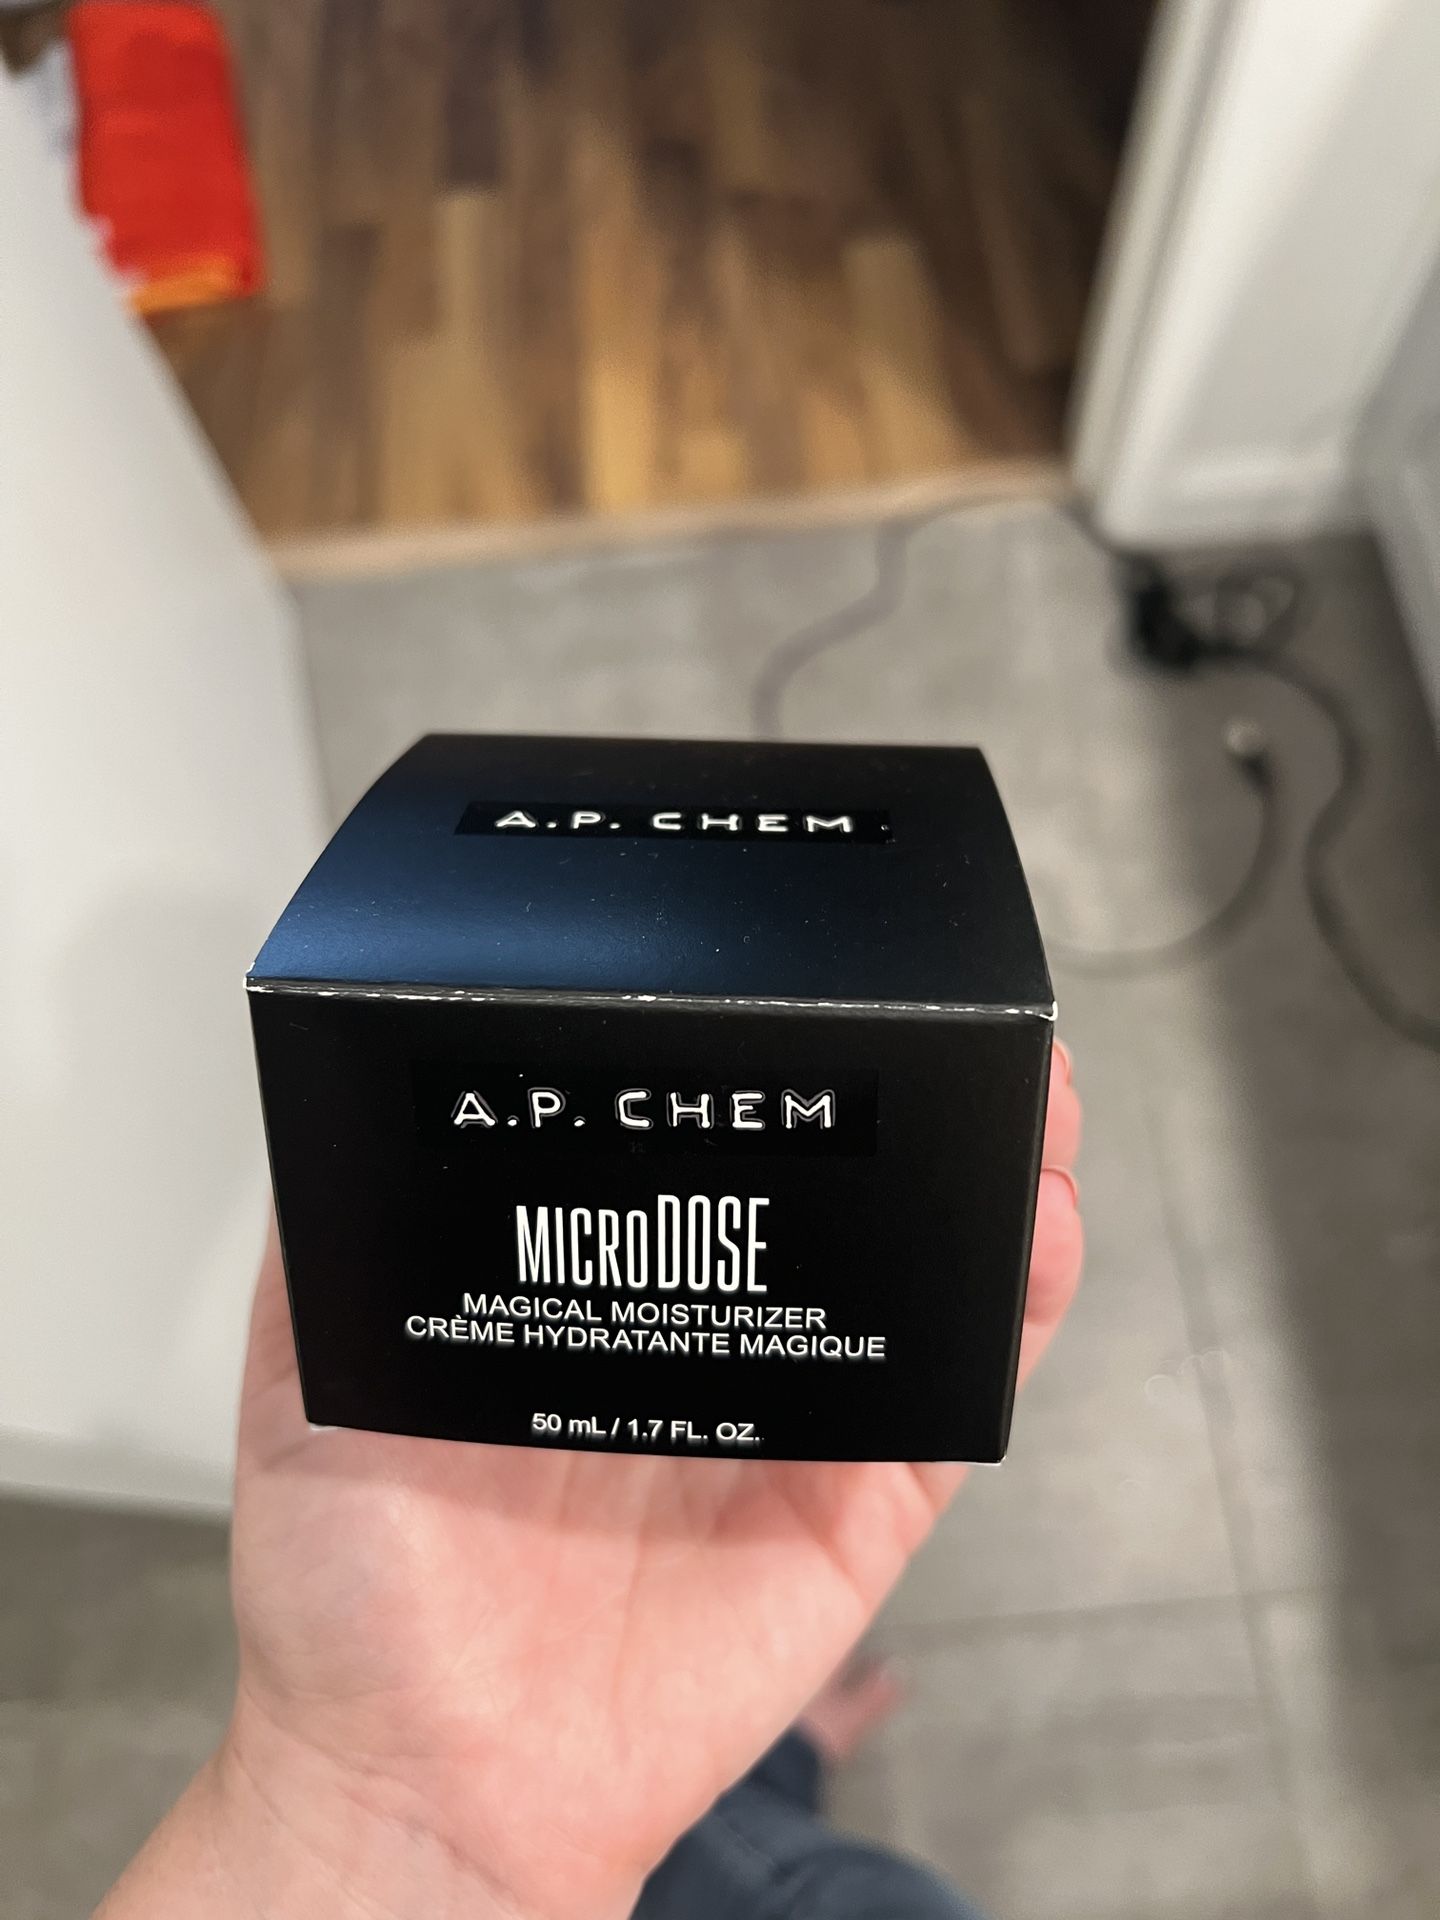 A.P. CHEM
A.P. CHEM
MICRODOSE
MAGICAL MOISTURIZER
CRÈME HYDRATANTE MAGIQUE
50 mL / 1.7 FL. OZ.